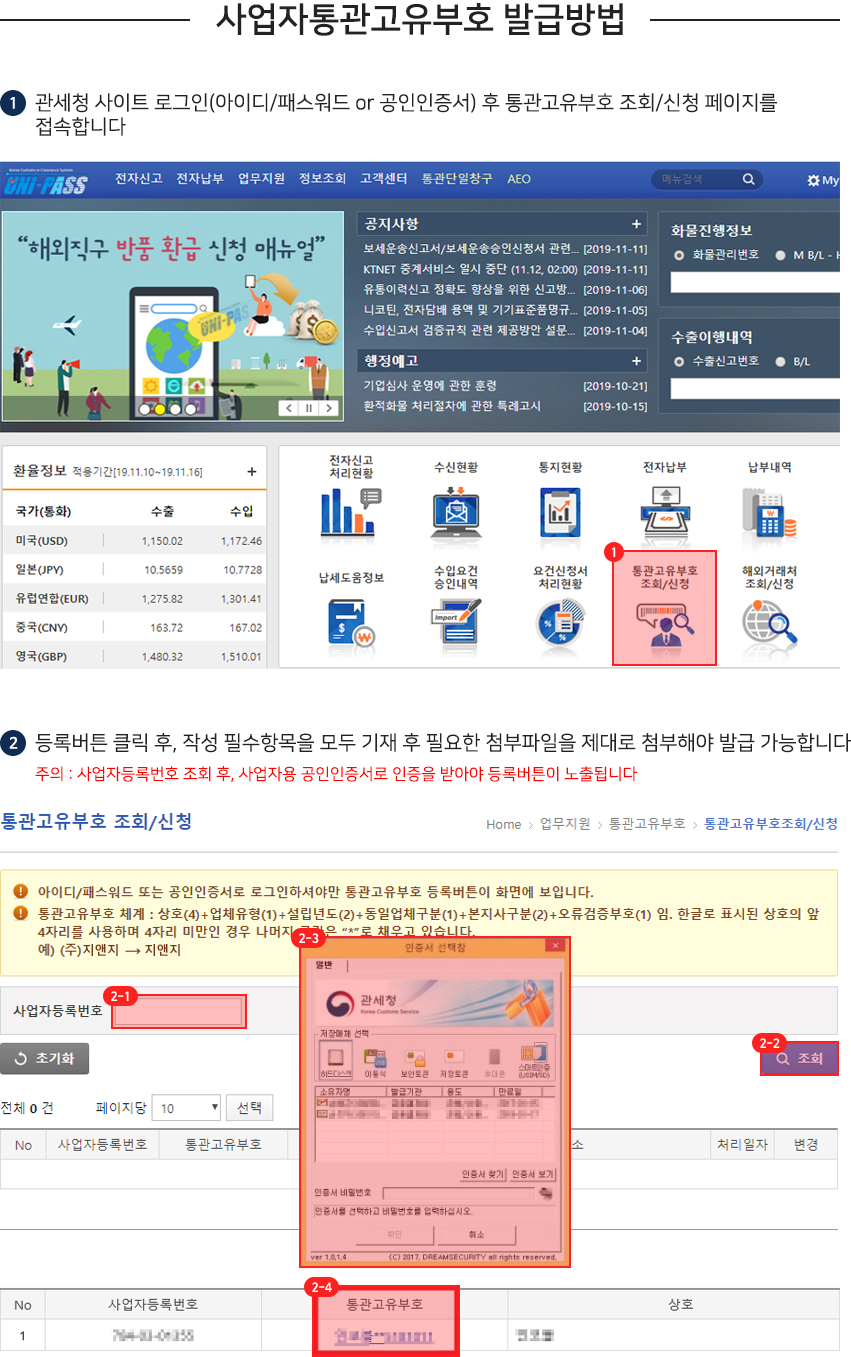 사업자통관고유부호 발급방법
1 관세청 사이트 로그인(아이디/패스워드 or 공인인증서) 후 통관고유부호 조회/신청 페이지를
접속합니다
Korea Customs e-Clearance System
UNI-PASS 전자신고 전자납부 업무지원 정보조회 고객센터 통관단일창구 AEO 메뉴검색 My
“해외직구 반품 환급 신청 매뉴얼”
UNI-PAS
공지사항 +
보세운송신고서/보세운송승인신청서 관련... [2019-11-11]
KTNET 중계서비스 일시 중단 (11.12, 02:00) [2019-11-11]
유통이력신고 정확도 향상을 위한 신고방... [2019-11-06]
니코틴, 전자담배 용액 및 기기표준품명규... [2019-11-05]
수입신고서 검증규칙 관련 제공방안 설문... [2019-11-04]
행정예고 +
기업심사 운영에 관한 훈령 [2019-10-21]
환적화물 처리절차에 관한 특례고시 [2019-10-15]
화물진행정보
화물관리번호 M B/L - H
수출이행내역
수출신고번호 B/L
환율정보 적용기간[19.11.10~19.11.16] +
국가(통화) 수출 수입
미국(USD) 1,150.02 1,172.46
일본(JPY) 10.5659 10.7728
유럽연합(EUR) 1,275.82 1,301.41
중국(CNY) 163.72 167.02
영국(GBP) 1,480.32 1,510.01
전자신고
처리현황
수신현황 통지현황 전자납부 납부내역
납세도움정보
수입요건
승인내역
Import
요건신청서
처리현황
1
통관고유부호
조회/신청
해외거래처
조회/신청
2 등록버튼 클릭 후, 작성 필수항목을 모두 기재 후 필요한 첨부파일을 제대로 첨부해야 발급 가능합니다
주의 : 사업자등록번호 조회 후, 사업자용 공인인증서로 인증을 받아야 등록버튼이 노출됩니다
통관고유부호 조회/신청 Home > 업무지원 > 통관고유부호 > 통관고유부호조회/신청
아이디/패스워드 또는 공인인증서로 로그인하셔야만 통관고유부호 등록버튼이 화면에 보입니다.
통관고유부호 체계 : 상호(4)+업체유형(1)+설립년도(2)+동일업체구분(1)+본지사구분(2)+오류검증부호(1) 임. 한글로 표시된 상호의 앞
4자리를 사용하며 4자리 미만인 경우 나머지 은 “*”로 채우고 있습니다.
예) (주)지앤지 → 지앤지
2-1
사업자등록번호
초기화
2-2
조회
전체 0 건 페이지당 10 선택
No 사업자등록번호 통관고유부호 소 처리일자 변경
2-3
인증서 선택창
일반
관세청
Korea Customs Service
저장매체 선택
하드디스크 이동식 보안토큰 저장토큰 휴대폰 스마트인증
(USIM/SD)
소유자명 발급기관 용도 만료일
인증서 찾기 인증서 보기
인증서 비밀번호
인증서를 선택하고 비밀번호를 입력하십시오.
확인 취소
ver 1.0.1.4 (C) 2017, DREAMSECURITY all rights reserved.
2-4
No 사업자등록번호 통관고유부호 상호
1